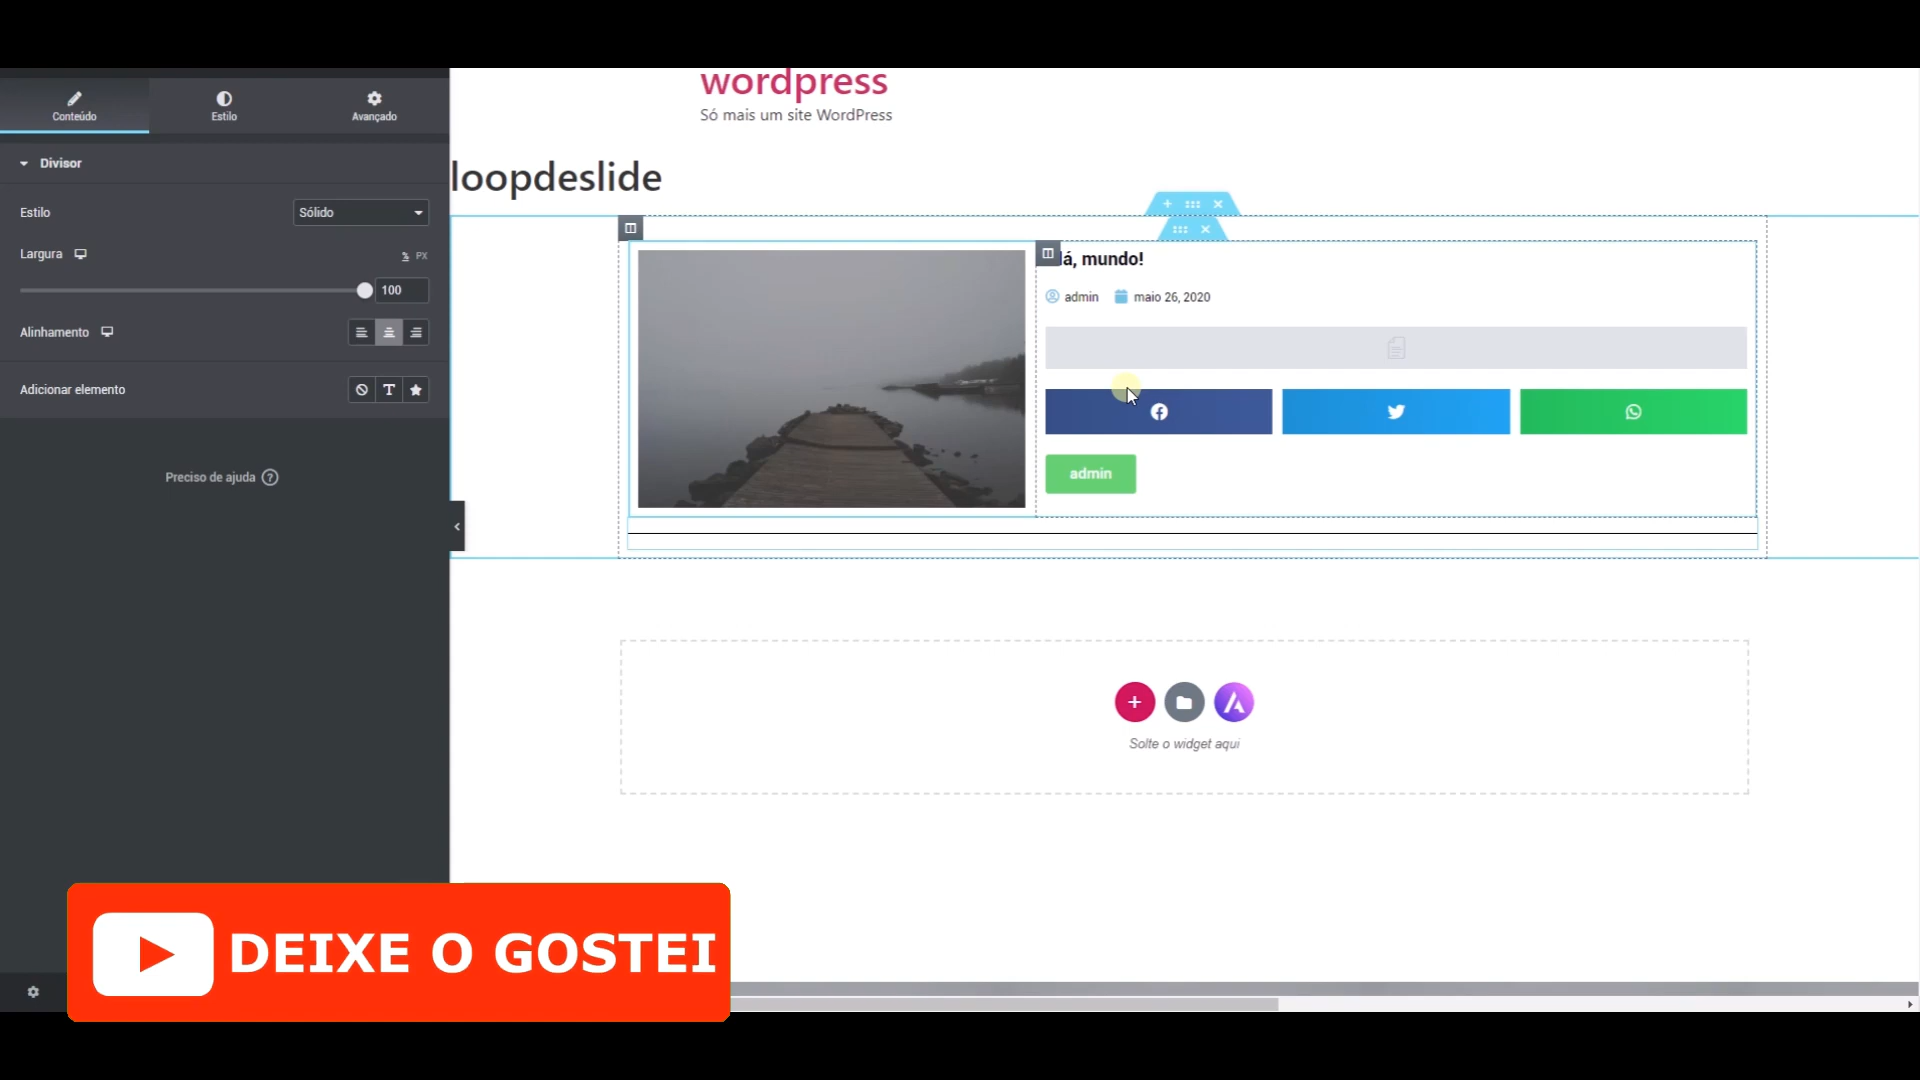 wordpress
Só mais um site WordPress
Conteúdo
Estilo
Avançado
Divisor
loopdeslide
Estilo
Sólido
Largura
% PX
100
Alinhamento
Adicionar elemento
Preciso de ajuda
lá, mundo!
admin
maio 26, 2020
admin
Solte o widget aqui
DEIXE O GOSTEI